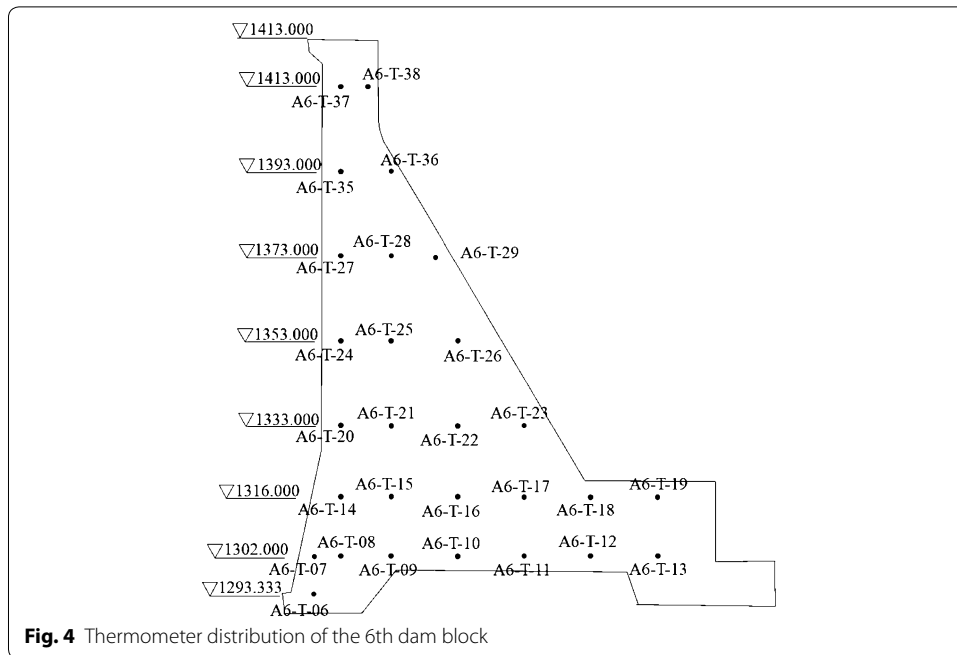 ▽1413.000
▽1413.000
A6-T-38
A6-T-37
▽1393.000
A6-T-36
A6-T-35
▽1373.000
A6-T-28
A6-T-29
A6-T-27
▽1353.000
A6-T-25
A6-T-24
A6-T-26
▽1333.000
A6-T-21
A6-T-23
A6-T-20
A6-T-22
▽1316.000
A6-T-15
A6-T-17
A6-T-19
A6-T-14
A6-T-16
A6-T-18
▽1302.000
A6-T-08
A6-T-10
A6-T-12
A6-T-07
A6-T-09
A6-T-11
A6-T-13
▽1293.333
A6-T-06
Fig. 4 Thermometer distribution of the 6th dam block